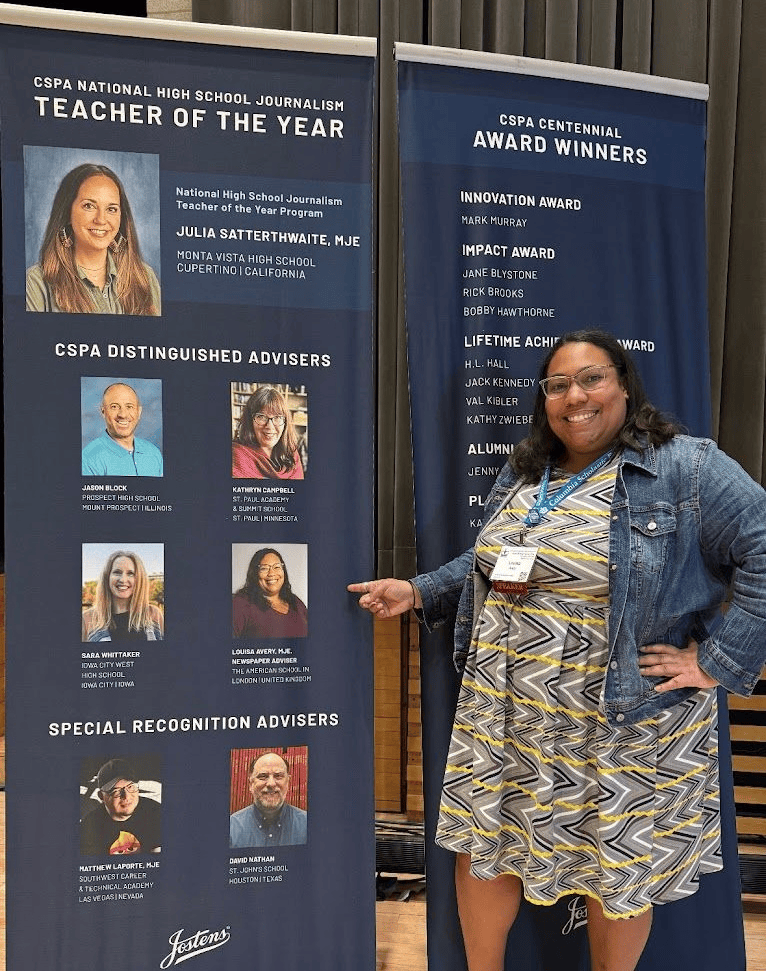 CSPA NATIONAL HIGH SCHOOL JOURNALISM
TEACHER OF THE YEAR
National High School Journalism
Teacher of the Year Program
JULIA SATTERTHWAITE, MJE
MONTA VISTA HIGH SCHOOL
CUPERTINO | CALIFORNIA
CSPA DISTINGUISHED ADVISERS
JASON BLOCK
PROSPECT HIGH SCHOOL
MOUNT PROSPECT | ILLINOIS
KATHRYN CAMPBELL
ST. PAUL ACADEMY
& SUMMIT SCHOOL
ST. PAUL | MINNESOTA
SARA WHITTAKER
IOWA CITY WEST
HIGH SCHOOL
IOWA CITY | IOWA
LOUISA AVERY, MJE,
NEWSPAPER ADVISER
THE AMERICAN SCHOOL IN
LONDON | UNITED KINGDOM
SPECIAL RECOGNITION ADVISERS
MATTHEW LAPORTE, MJE
SOUTHWEST CAREER
& TECHNICAL ACADEMY
LAS VEGAS | NEVADA
DAVID NATHAN
ST. JOHN'S SCHOOL
HOUSTON | TEXAS
Jostens
CSPA CENTENNIAL
AWARD WINNERS
INNOVATION AWARD
MARK MURRAY
IMPACT AWARD
JANE BLYSTONE
RICK BROOKS
BOBBY HAWTHORNE
LIFETIME ACHIE AWARD
H.L. HALL
JACK KENNEDY
VAL KIBLER
KATHY ZWIEBE
ALUMNI
JENNY
PL
KA
Columbia Scholastic
SPEAKER
Jos